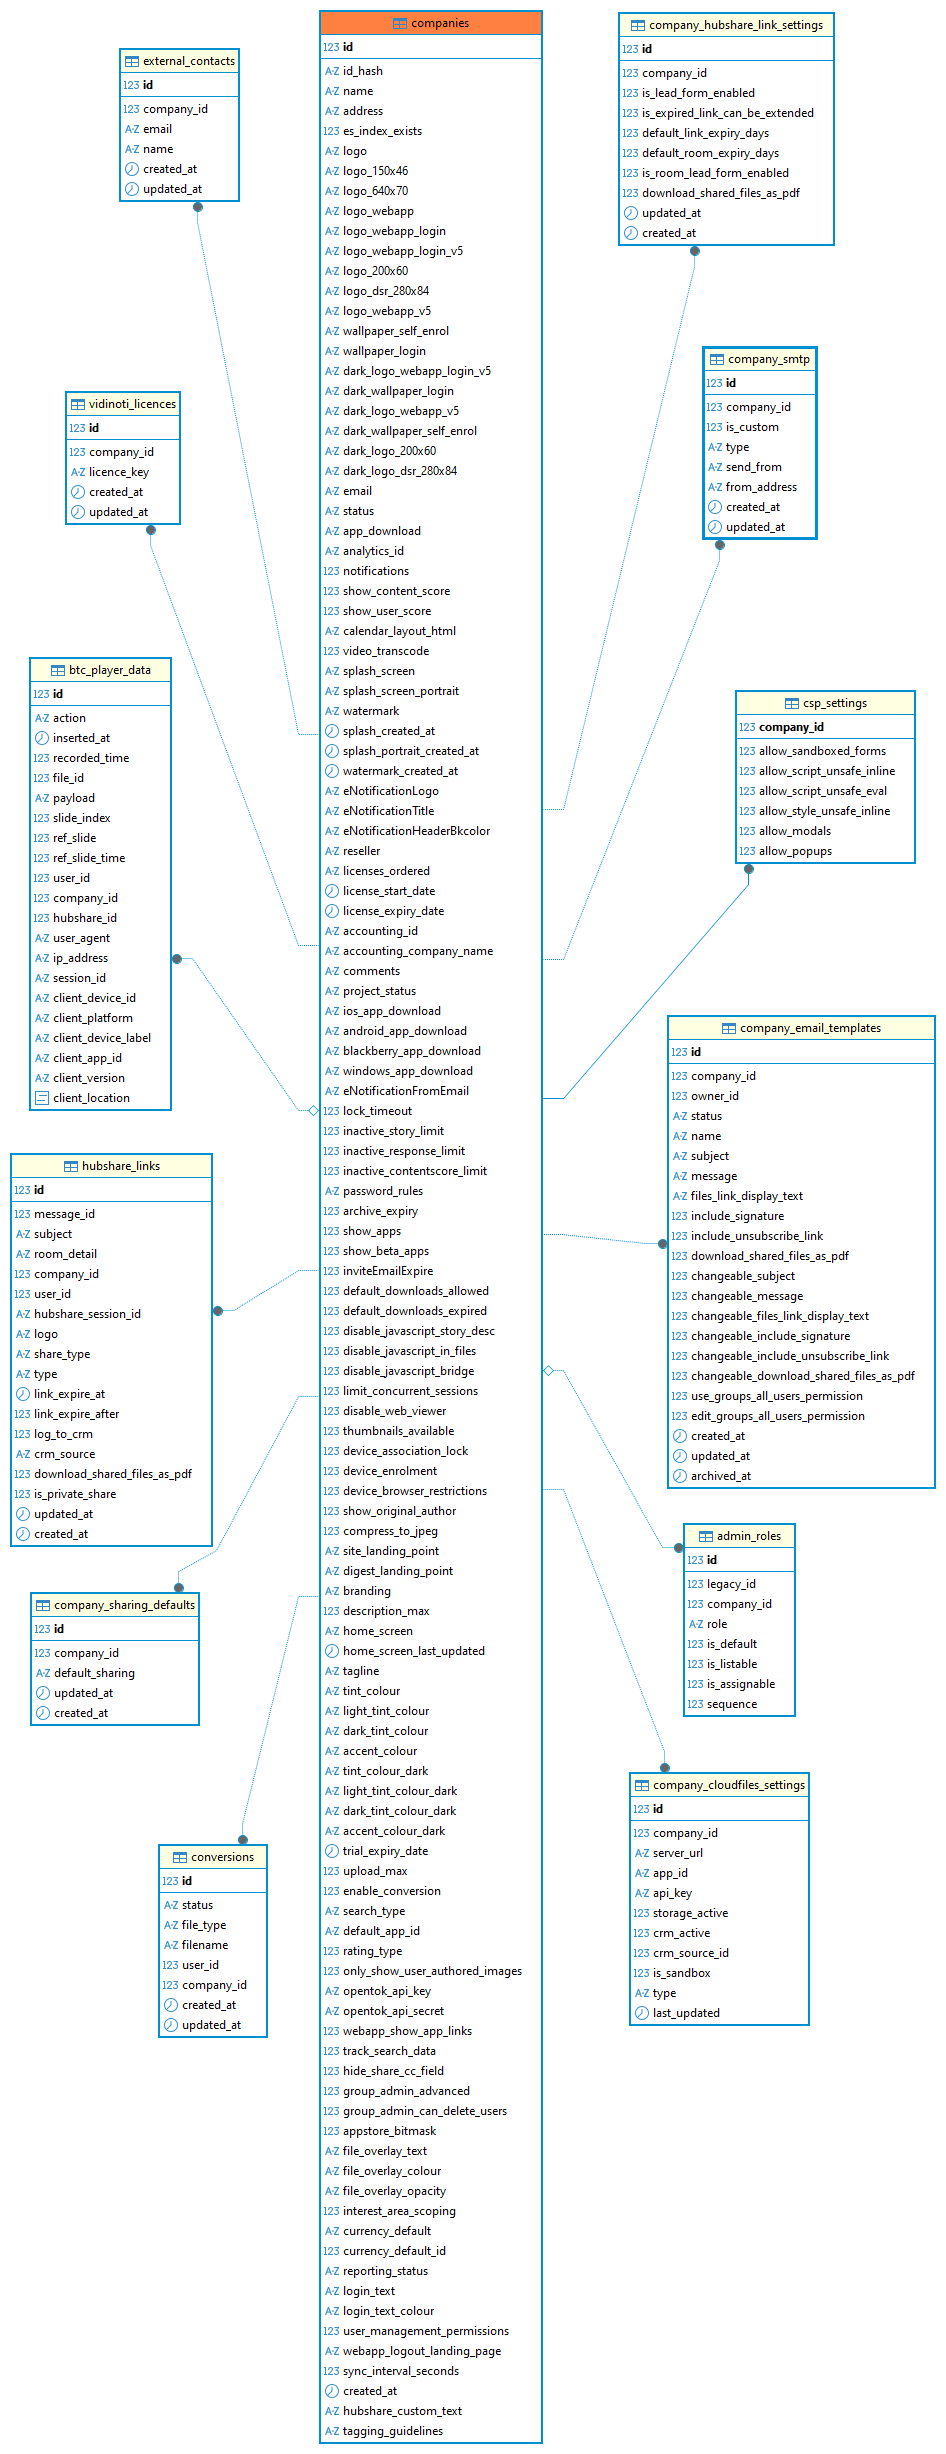 companies
123 id
A-Z id_hash
A-Z name
A-Z address
123 es_index_exists
A-Z logo
A-Z logo_150x46
A-Z logo_640x70
A-Z logo_webapp
A-Z logo_webapp_login
A-Z logo_webapp_login_v5
A-Z logo_200x60
A-Z logo_dsr_280x84
A-Z logo_webapp_v5
A-Z wallpaper_self_enrol
A-Z wallpaper_login
A-Z dark_logo_webapp_login_v5
A-Z dark_wallpaper_login
A-Z dark_logo_webapp_v5
A-Z dark_wallpaper_self_enrol
A-Z dark_logo_200x60
A-Z dark_logo_dsr_280x84
A-Z email
A-Z status
A-Z app_download
A-Z analytics_id
123 notifications
123 show_content_score
123 show_user_score
A-Z calendar_layout_html
123 video_transcode
A-Z splash_screen
A-Z splash_screen_portrait
A-Z watermark
splash_created_at
splash_portrait_created_at
watermark_created_at
A-Z eNotificationLogo
A-Z eNotificationTitle
A-Z eNotificationHeaderBkcolor
A-Z reseller
A-Z licenses_ordered
license_start_date
license_expiry_date
A-Z accounting_id
A-Z accounting_company_name
A-Z comments
A-Z project_status
A-Z ios_app_download
A-Z android_app_download
A-Z blackberry_app_download
A-Z windows_app_download
A-Z eNotificationFromEmail
123 lock_timeout
123 inactive_story_limit
123 inactive_response_limit
123 inactive_contentscore_limit
A-Z password_rules
123 archive_expiry
123 show_apps
123 show_beta_apps
123 inviteEmailExpire
123 default_downloads_allowed
123 default_downloads_expired
123 disable_javascript_story_desc
123 disable_javascript_in_files
123 disable_javascript_bridge
123 limit_concurrent_sessions
123 disable_web_viewer
123 thumbnails_available
123 device_association_lock
123 device_enrolment
123 device_browser_restrictions
123 show_original_author
123 compress_to_jpeg
A-Z site_landing_point
A-Z digest_landing_point
A-Z branding
123 description_max
A-Z home_screen
home_screen_last_updated
A-Z tagline
A-Z tint_colour
A-Z light_tint_colour
A-Z dark_tint_colour
A-Z accent_colour
A-Z tint_colour_dark
A-Z light_tint_colour_dark
A-Z dark_tint_colour_dark
A-Z accent_colour_dark
trial_expiry_date
123 upload_max
123 enable_conversion
A-Z search_type
A-Z default_app_id
123 rating_type
123 only_show_user_authored_images
A-Z opentok_api_key
A-Z opentok_api_secret
123 webapp_show_app_links
123 track_search_data
123 hide_share_cc_field
123 group_admin_advanced
123 group_admin_can_delete_users
123 appstore_bitmask
A-Z file_overlay_text
A-Z file_overlay_colour
A-Z file_overlay_opacity
123 interest_area_scoping
A-Z currency_default
123 currency_default_id
A-Z reporting_status
A-Z login_text
A-Z login_text_colour
123 user_management_permissions
A-Z webapp_logout_landing_page
123 sync_interval_seconds
created_at
A-Z hubshare_custom_text
A-Z tagging_guidelines
external_contacts
123 id
123 company_id
A-Z email
A-Z name
created_at
updated_at
vidinoti_licences
123 id
123 company_id
A-Z licence_key
created_at
updated_at
btc_player_data
123 id
A-Z action
inserted_at
123 recorded_time
123 file_id
A-Z payload
123 slide_index
123 ref_slide
123 ref_slide_time
123 user_id
123 company_id
123 hubshare_id
A-Z user_agent
A-Z ip_address
A-Z session_id
A-Z client_device_id
A-Z client_platform
A-Z client_device_label
A-Z client_app_id
A-Z client_version
client_location
hubshare_links
123 id
123 message_id
A-Z subject
A-Z room_detail
123 company_id
123 user_id
A-Z hubshare_session_id
A-Z logo
A-Z share_type
A-Z type
link_expire_at
123 link_expire_after
123 log_to_crm
A-Z crm_source
123 download_shared_files_as_pdf
123 is_private_share
updated_at
created_at
company_sharing_defaults
123 id
123 company_id
A-Z default_sharing
updated_at
created_at
conversions
123 id
A-Z status
A-Z file_type
A-Z filename
123 user_id
123 company_id
created_at
updated_at
company_hubshare_link_settings
123 id
123 company_id
123 is_lead_form_enabled
123 is_expired_link_can_be_extended
123 default_link_expiry_days
123 default_room_expiry_days
123 is_room_lead_form_enabled
123 download_shared_files_as_pdf
updated_at
created_at
company_smtp
123 id
123 company_id
123 is_custom
A-Z type
A-Z send_from
A-Z from_address
created_at
updated_at
csp_settings
123 company_id
123 allow_sandboxed_forms
123 allow_script_unsafe_inline
123 allow_script_unsafe_eval
123 allow_style_unsafe_inline
123 allow_modals
123 allow_popups
company_email_templates
123 id
123 company_id
123 owner_id
A-Z status
A-Z name
A-Z subject
A-Z message
A-Z files_link_display_text
123 include_signature
123 include_unsubscribe_link
123 download_shared_files_as_pdf
123 changeable_subject
123 changeable_message
123 changeable_files_link_display_text
123 changeable_include_signature
123 changeable_include_unsubscribe_link
123 changeable_download_shared_files_as_pdf
123 use_groups_all_users_permission
123 edit_groups_all_users_permission
created_at
updated_at
archived_at
admin_roles
123 id
123 legacy_id
123 company_id
A-Z role
123 is_default
123 is_listable
123 is_assignable
123 sequence
company_cloudfiles_settings
123 id
123 company_id
A-Z server_url
A-Z app_id
A-Z api_key
123 storage_active
123 crm_active
123 crm_source_id
123 is_sandbox
A-Z type
last_updated